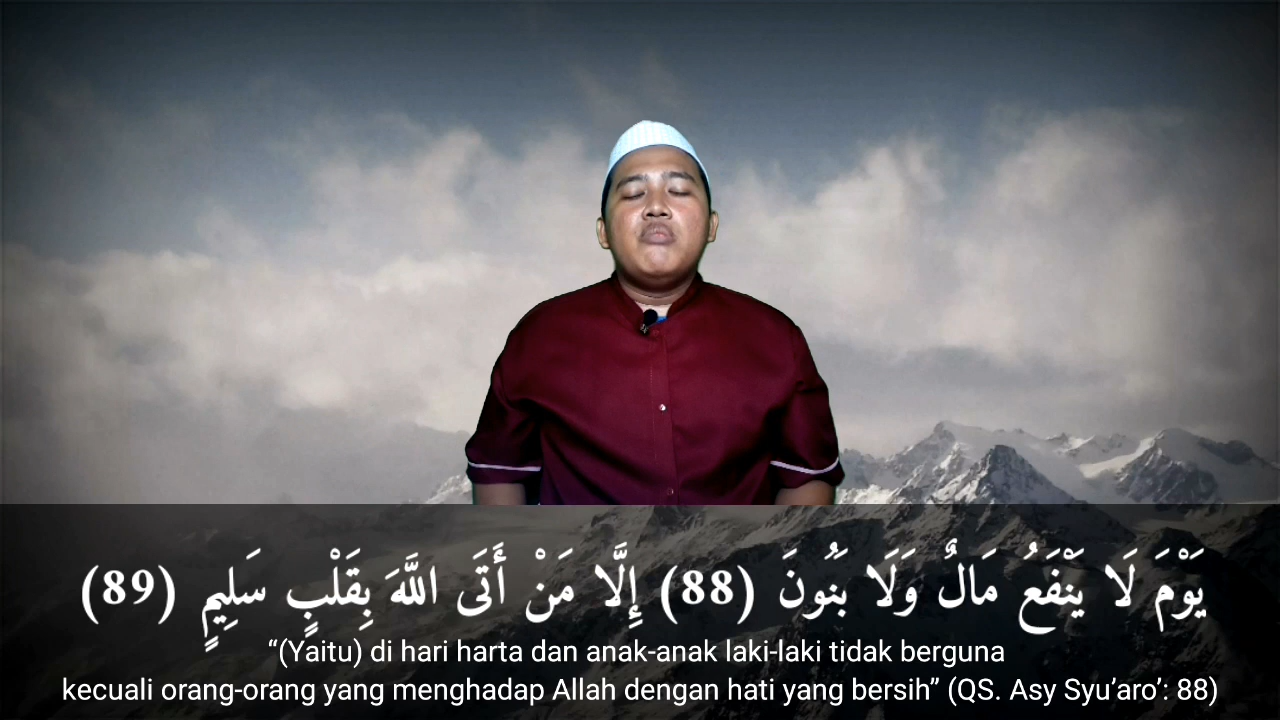 يَوْمَ لَا يَنْفَعُ مَالٌ وَلَا بَنُونَ (88) إِلَّا مَنْ أَتَى اللَّهَ بِقَلْبٍ سَلِيمٍ (89)
“(Yaitu) di hari harta dan anak-anak laki-laki tidak berguna
kecuali orang-orang yang menghadap Allah dengan hati yang bersih” (QS. Asy Syu’aro’: 88)